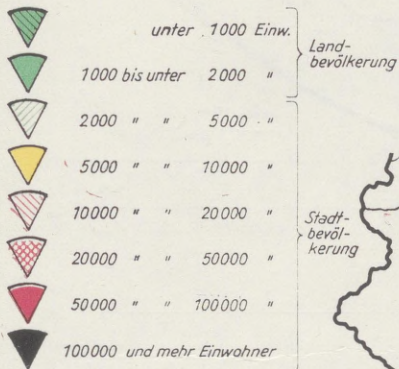 unter 1000 Einw.
1000 bis unter 2000 "
Land-
bevölkerung
2000 " " 5000 "
5000 " " 10000 "
10000 " " 20000 "
20000 " " 50000 "
50000 " " 100000 "
100000 und mehr Einwohner
Stadt-
bevöl-
kerung